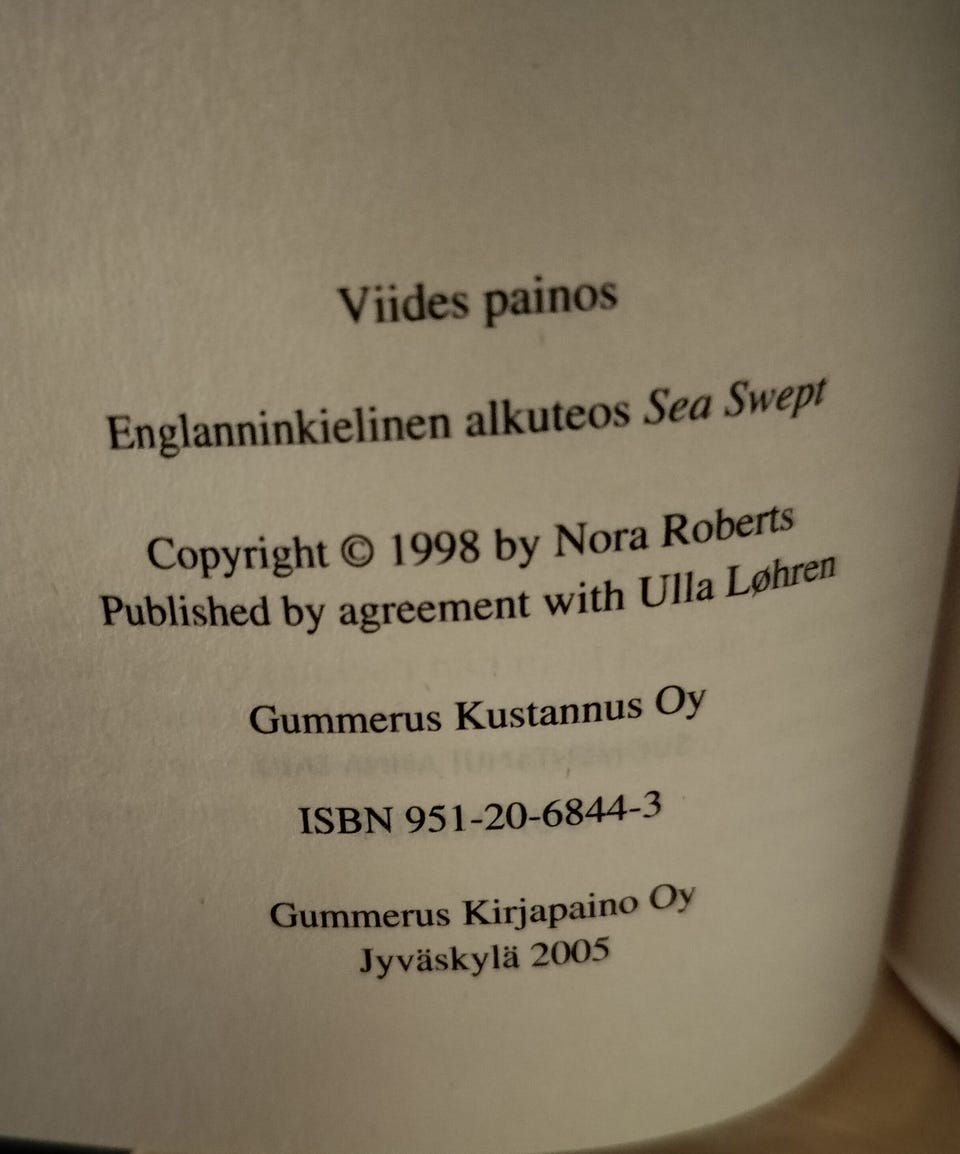 Viides painos
Englanninkielinen alkuteos Sea Swept
Copyright © 1998 by Nora Roberts
Published by agreement with Ulla Løhren
Gummerus Kustannus Oy
ISBN 951-20-6844-3
Gummerus Kirjapaino Oy
Jyväskylä 2005